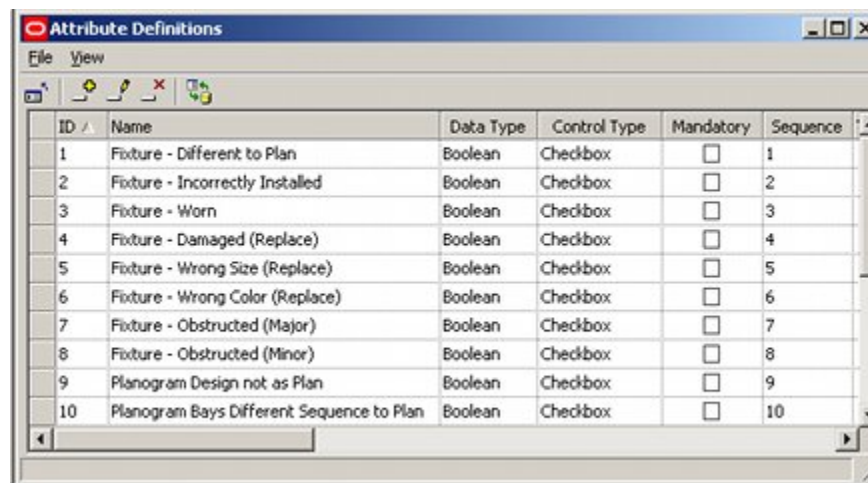 Attribute Definitions
File View
ID Name Data Type Control Type Mandatory Sequence
1 Fixture - Different to Plan Boolean Checkbox 1
2 Fixture - Incorrectly Installed Boolean Checkbox 2
3 Fixture - Worn Boolean Checkbox 3
4 Fixture - Damaged (Replace) Boolean Checkbox 4
5 Fixture - Wrong Size (Replace) Boolean Checkbox 5
6 Fixture - Wrong Color (Replace) Boolean Checkbox 6
7 Fixture - Obstructed (Major) Boolean Checkbox 7
8 Fixture - Obstructed (Minor) Boolean Checkbox 8
9 Planogram Design not as Plan Boolean Checkbox 9
10 Planogram Bays Different Sequence to Plan Boolean Checkbox 10